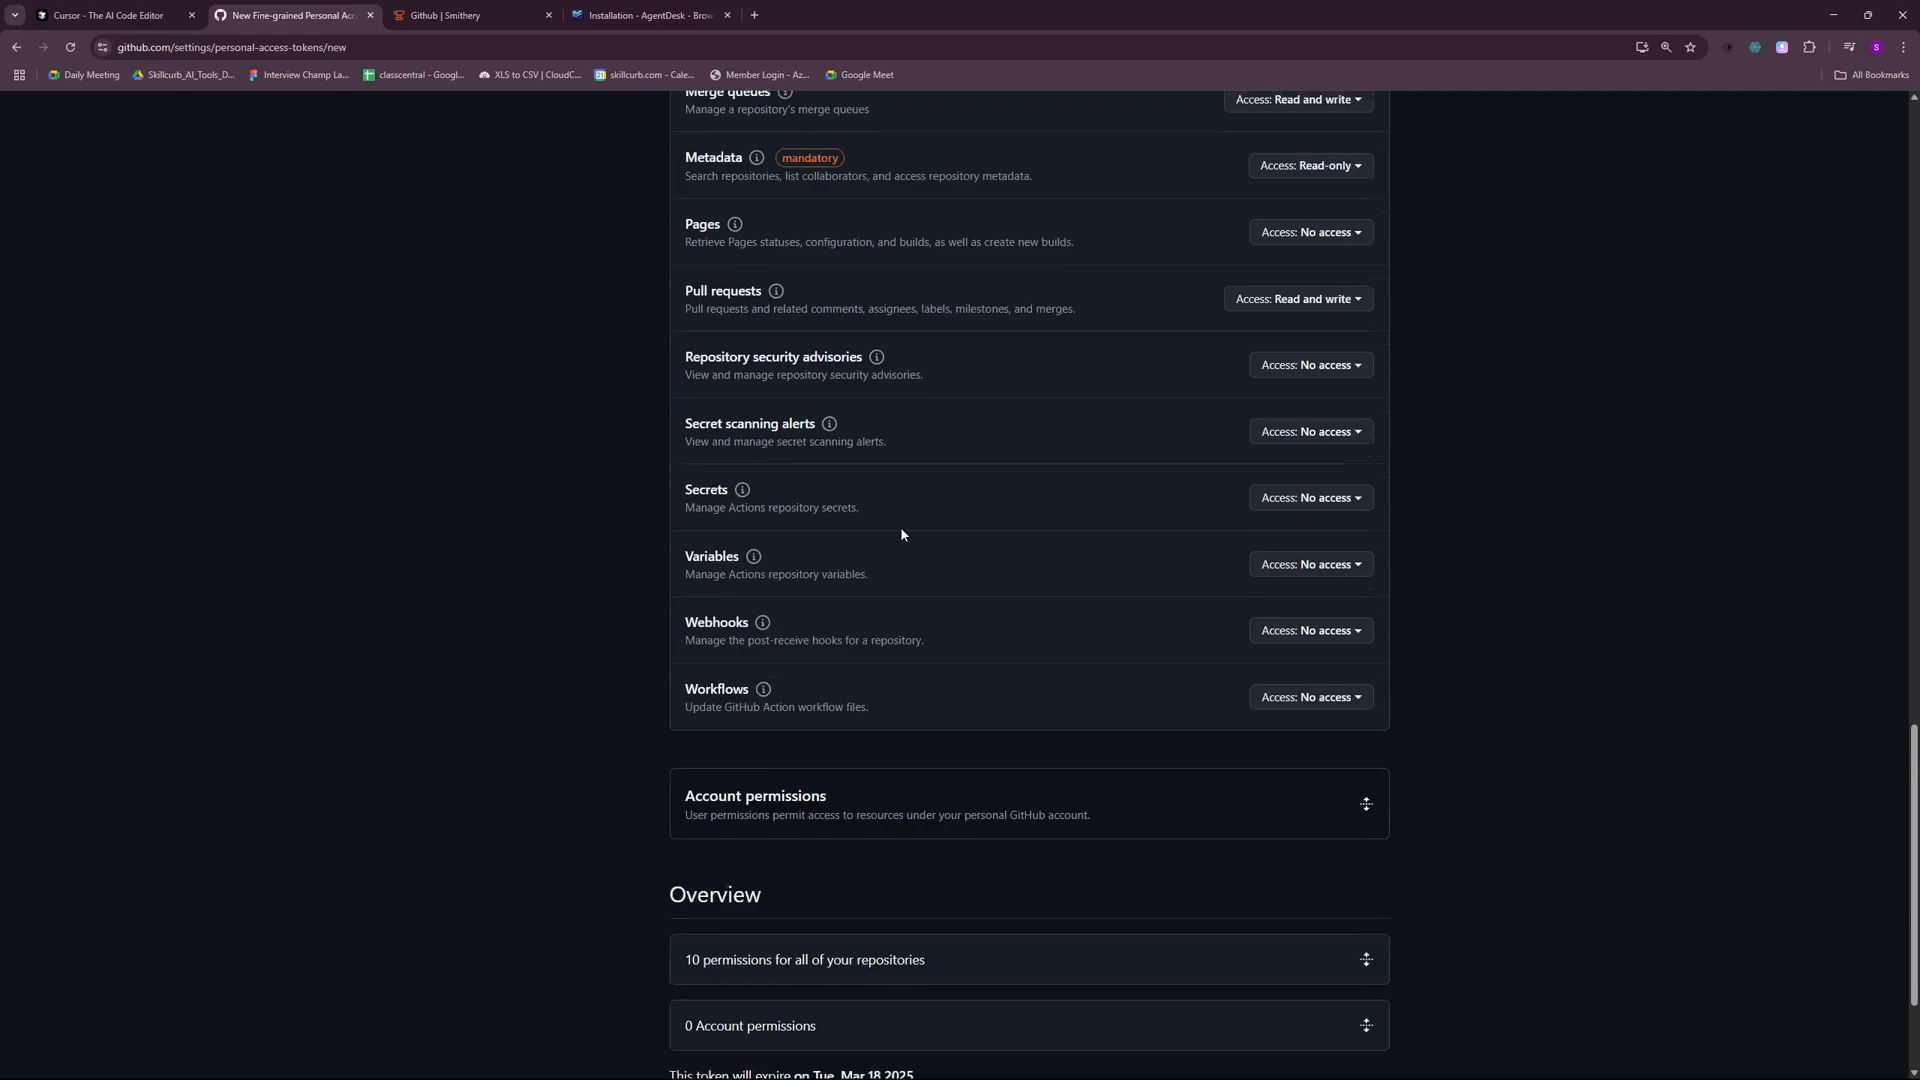 Cursor - The AI Code Editor
New Fine-grained Personal Acc
Github | Smithery
Installation - AgentDesk - Brow
github.com/settings/personal-access-tokens/new
S
Daily Meeting
Skillcurb_AI_Tools_D...
Interview Champ La...
classcentral - Googl...
XLS to CSV | CloudC...
skillcurb.com - Cale...
Member Login - Az...
Google Meet
All Bookmarks
Merge queues
Manage a repository's merge queues
Access: Read and write
Metadata
mandatory
Search repositories, list collaborators, and access repository metadata.
Access: Read-only
Pages
Retrieve Pages statuses, configuration, and builds, as well as create new builds.
Access: No access
Pull requests
Pull requests and related comments, assignees, labels, milestones, and merges.
Access: Read and write
Repository security advisories
View and manage repository security advisories.
Access: No access
Secret scanning alerts
View and manage secret scanning alerts.
Access: No access
Secrets
Manage Actions repository secrets.
Access: No access
Variables
Manage Actions repository variables.
Access: No access
Webhooks
Manage the post-receive hooks for a repository.
Access: No access
Workflows
Update GitHub Action workflow files.
Access: No access
Account permissions
User permissions permit access to resources under your personal GitHub account.
Overview
10 permissions for all of your repositories
0 Account permissions
This token will expire on Tue, Mar 18 2025